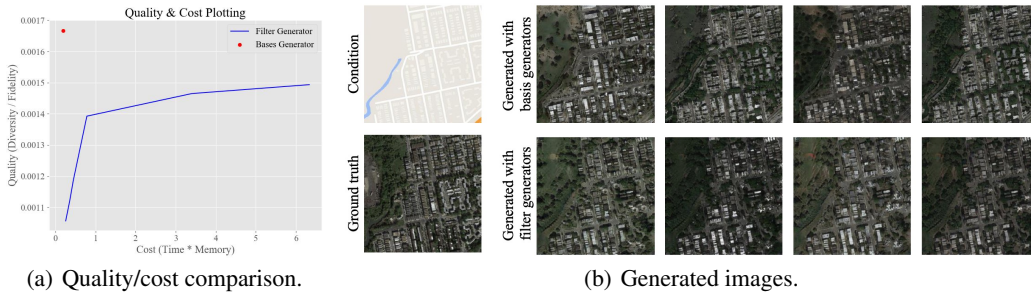 Quality & Cost Plotting
Filter Generator
Bases Generator
0.0017
0.0016
0.0015
0.0014
0.0013
0.0012
0.0011
Quality (Diversity / Fidelity)
0 1 2 3 4 5 6
Cost (Time * Memory)
(a) Quality/cost comparison.
Condition
Ground truth
Generated with
basis generators
Generated with
filter generators
(b) Generated images.